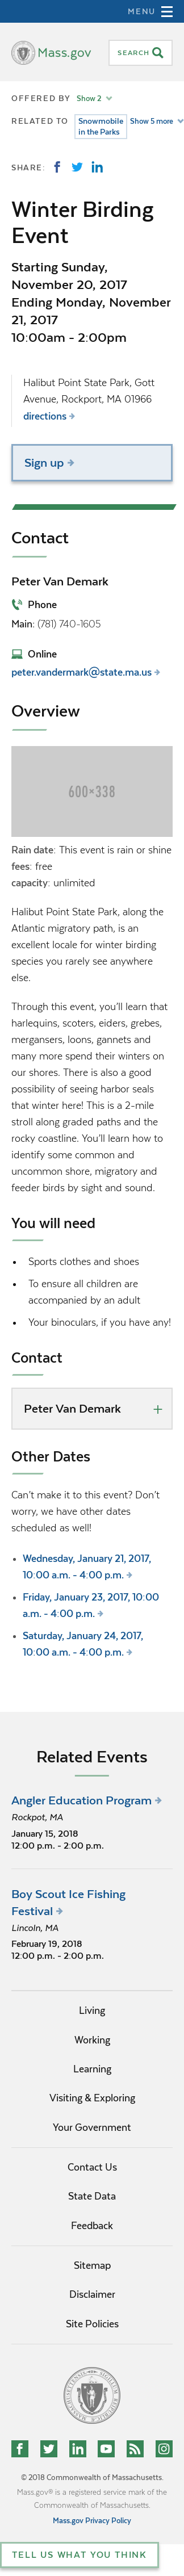 MENU
Mass.gov
SEARCH
OFFERED BY Show 2
RELATED TO Snowmobile Show 5 more
in the Parks
SHARE:
Winter Birding
Event
Starting Sunday,
November 20, 2017
Ending Monday, November
21, 2017
10:00am - 2:00pm
Halibut Point State Park, Gott
Avenue, Rockport, MA 01966
directions
Sign up
Contact
Peter Van Demark
Phone
Main: (781) 740-1605
Online
peter.vandermark@state.ma.us
Overview
600×338
Rain date: This event is rain or shine
fees: free
capacity: unlimited
Halibut Point State Park, along the
Atlantic migratory path, is an
excellent locale for winter birding
species you rarely see anywhere
else.
Through this event, you'll learn that
harlequins, scoters, eiders, grebes,
mergansers, loons, gannets and
many more spend their winters on
our shores. There's also a good
possibility of seeing harbor seals
that winter here! This is a 2-mile
stroll along gravel paths and the
rocky coastline. You'll learn how to
identify some common and
uncommon shore, migratory and
feeder birds by sight and sound.
You will need
• Sports clothes and shoes
• To ensure all children are
accompanied by an adult
• Your binoculars, if you have any!
Contact
Peter Van Demark +
Other Dates
Can't make it to this event? Don't
worry, we have other dates
scheduled as well!
• Wednesday, January 21, 2017,
10:00 a.m. - 4:00 p.m.
• Friday, January 23, 2017, 10:00
a.m. - 4:00 p.m.
• Saturday, January 24, 2017,
10:00 a.m. - 4:00 p.m.
Related Events
Angler Education Program
Rockpot, MA
January 15, 2018
12:00 p.m. - 2:00 p.m.
Boy Scout Ice Fishing
Festival
Lincoln, MA
February 19, 2018
12:00 p.m. - 2:00 p.m.
Living
Working
Learning
Visiting & Exploring
Your Government
Contact Us
State Data
Feedback
Sitemap
Disclaimer
Site Policies
© 2018 Commonwealth of Massachusetts.
Mass.gov® is a registered service mark of the
Commonwealth of Massachusetts.
Mass.gov Privacy Policy
TELL US WHAT YOU THINK